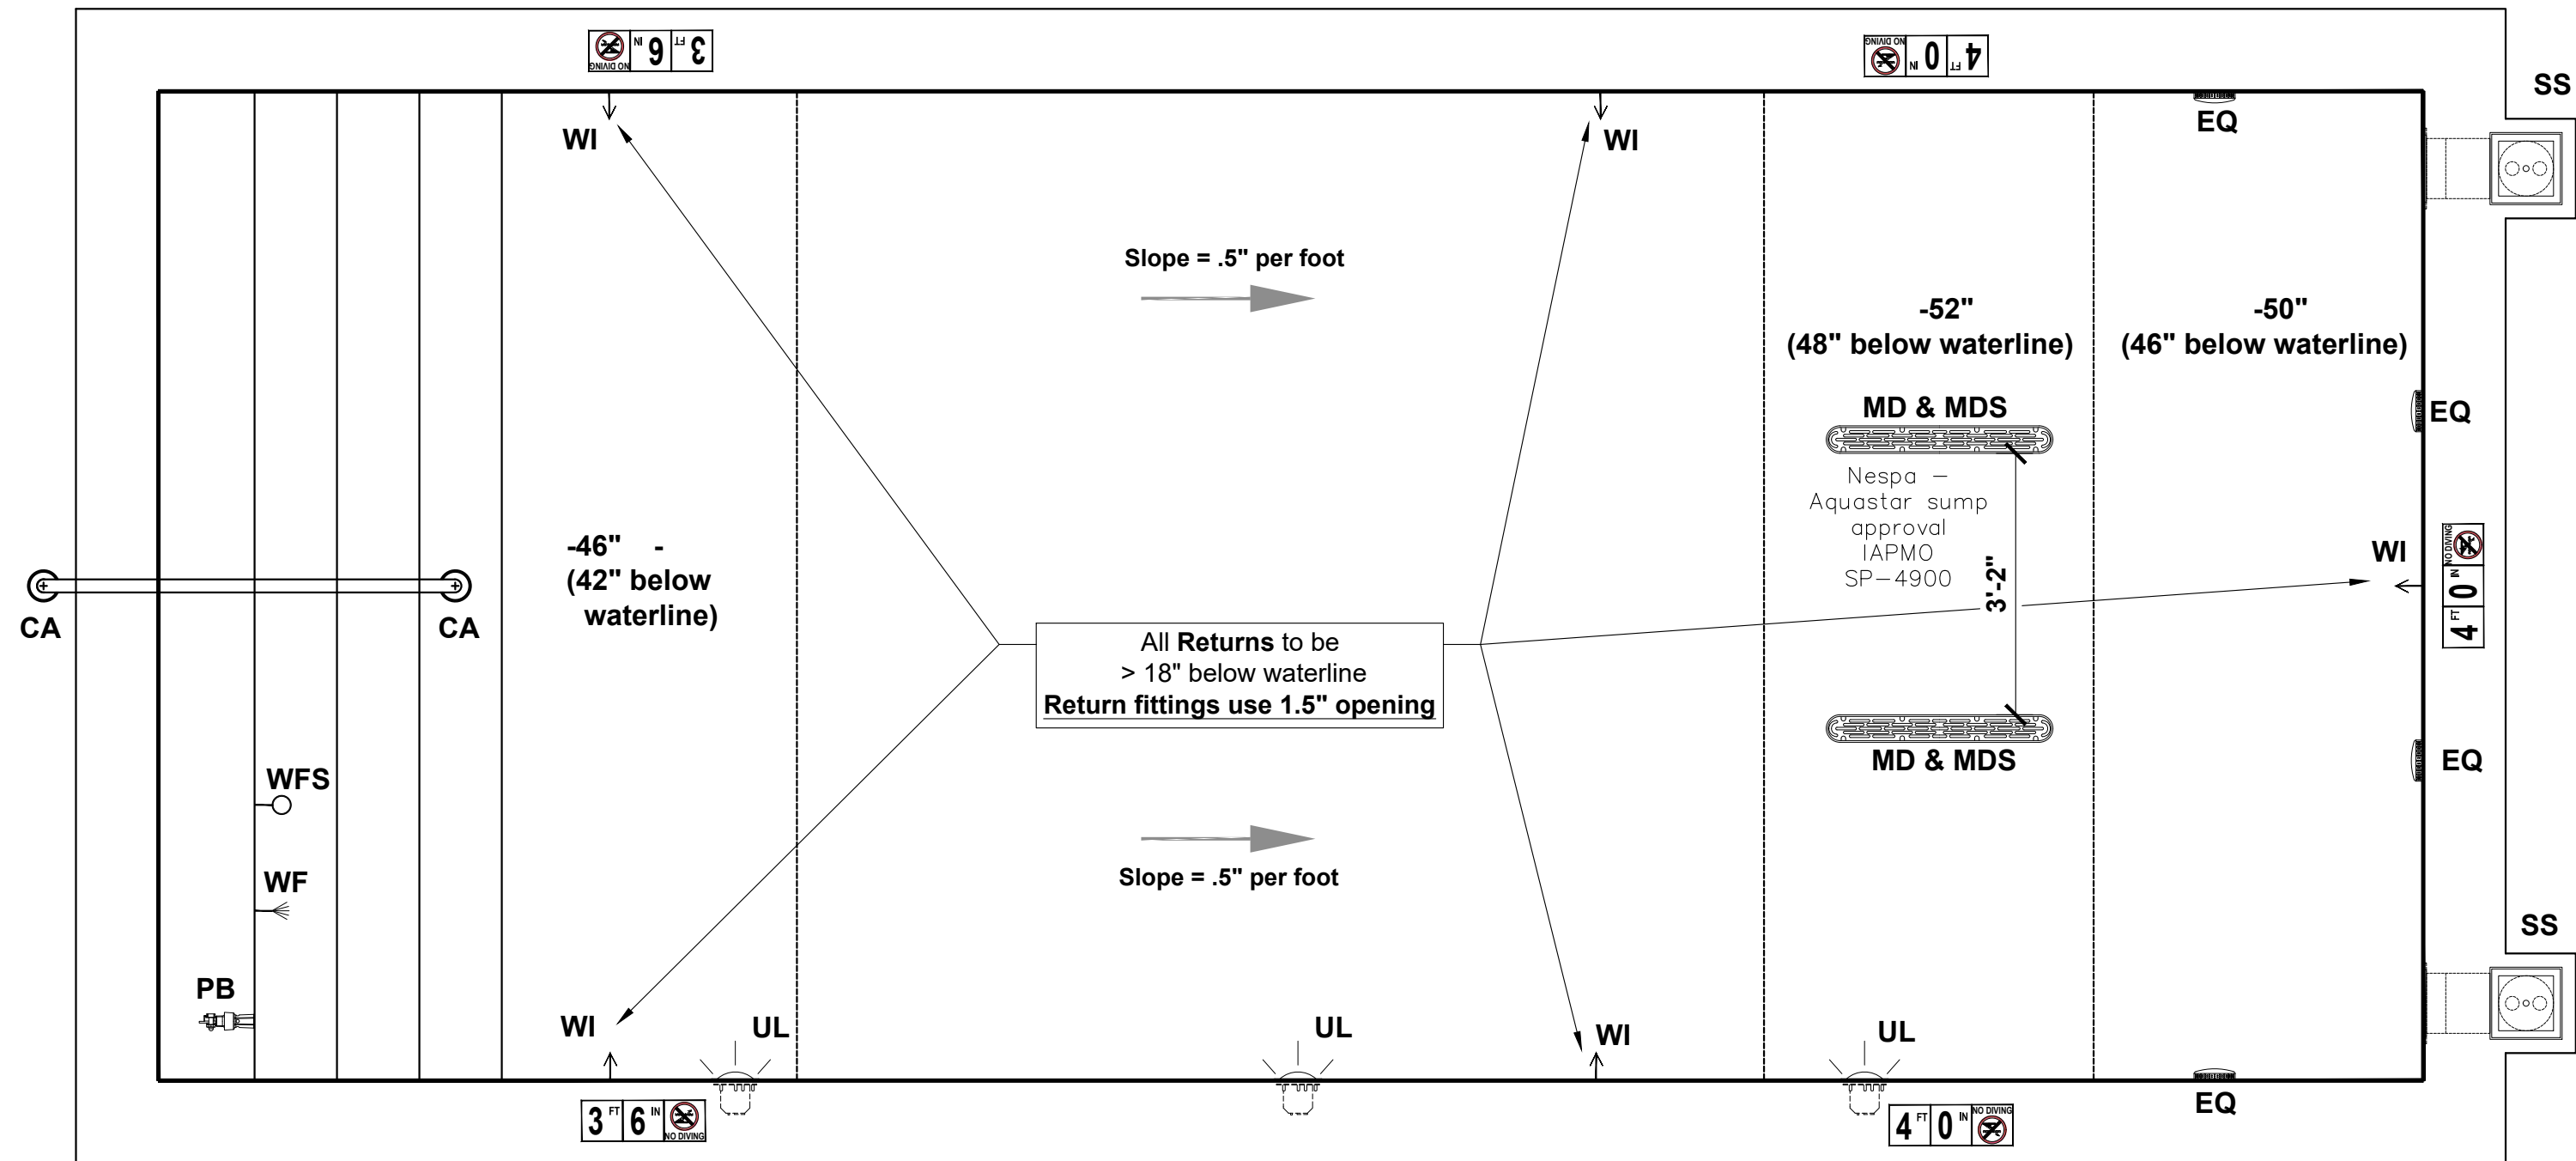 NO DIVING
6 IN
3 FT
NO DIVING
0 IN
4 FT
SS
WI
WI
EQ
Slope = .5" per foot
-52"
(48" below waterline)
-50"
(46" below waterline)
MD & MDS
EQ
Nespa -
Aquastar sump
approval
IAPMO
SP-4900
3'-2"
-46" -
(42" below
waterline)
CA
CA
WI
4 FT 0 IN NO DIVING
All Returns to be
> 18" below waterline
Return fittings use 1.5" opening
MD & MDS
EQ
WFS
WF
Slope = .5" per foot
SS
PB
WI
UL
UL
WI
UL
3 FT 6 IN NO DIVING
4 FT 0 IN NO DIVING
EQ